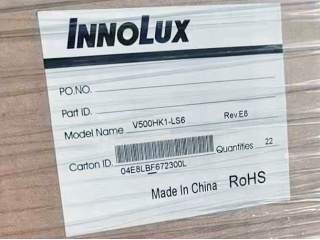 INNOLUX
PO.NO.
Part ID.
Model Name V500HK1-LS6 Rev.E8
Carton ID. Quantities 22
04E8LBF672300L
Made In China RoHS